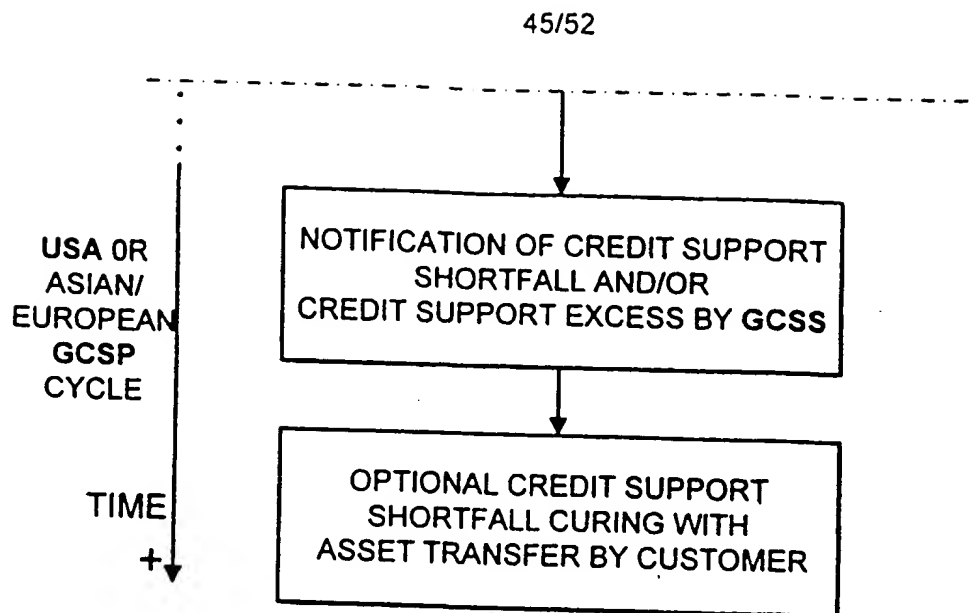 45/52
USA 0R
ASIAN/
EUROPEAN
GCSP
CYCLE
TIME
+
NOTIFICATION OF CREDIT SUPPORT
SHORTFALL AND/OR
CREDIT SUPPORT EXCESS BY GCSS
OPTIONAL CREDIT SUPPORT
SHORTFALL CURING WITH
ASSET TRANSFER BY CUSTOMER